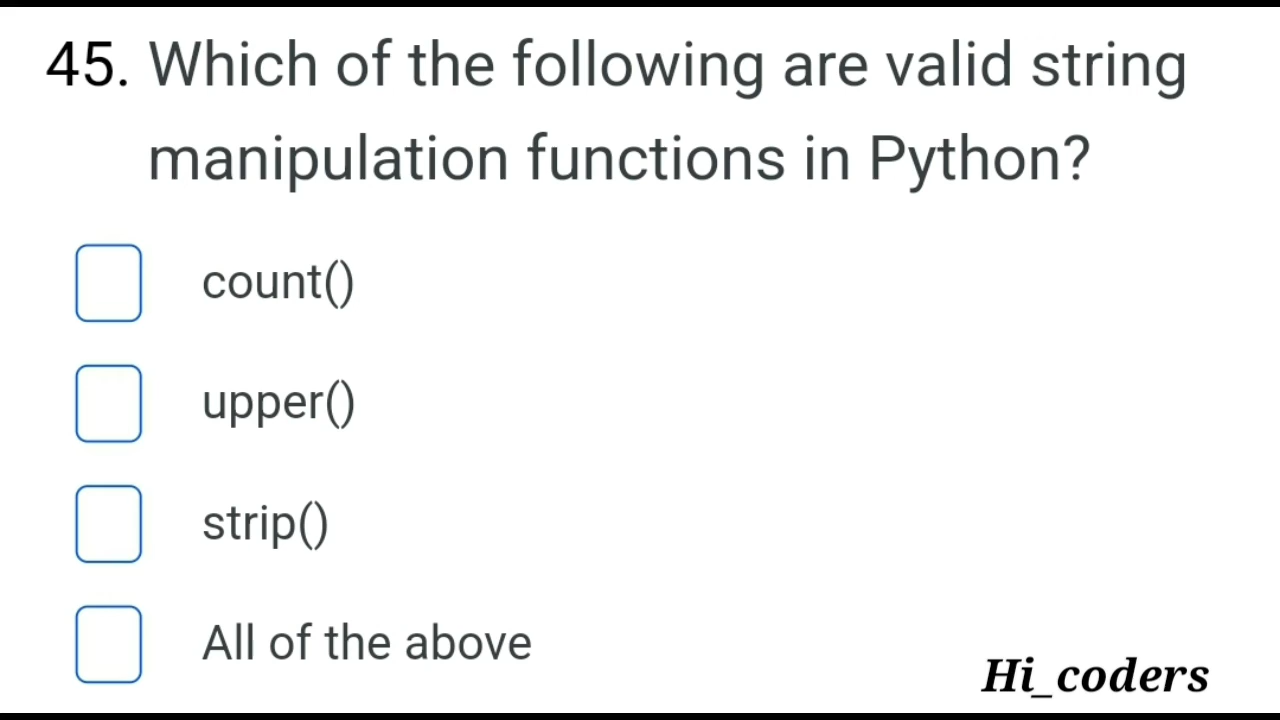 45. Which of the following are valid string
manipulation functions in Python?
count()
upper()
strip()
All of the above
Hi_coders